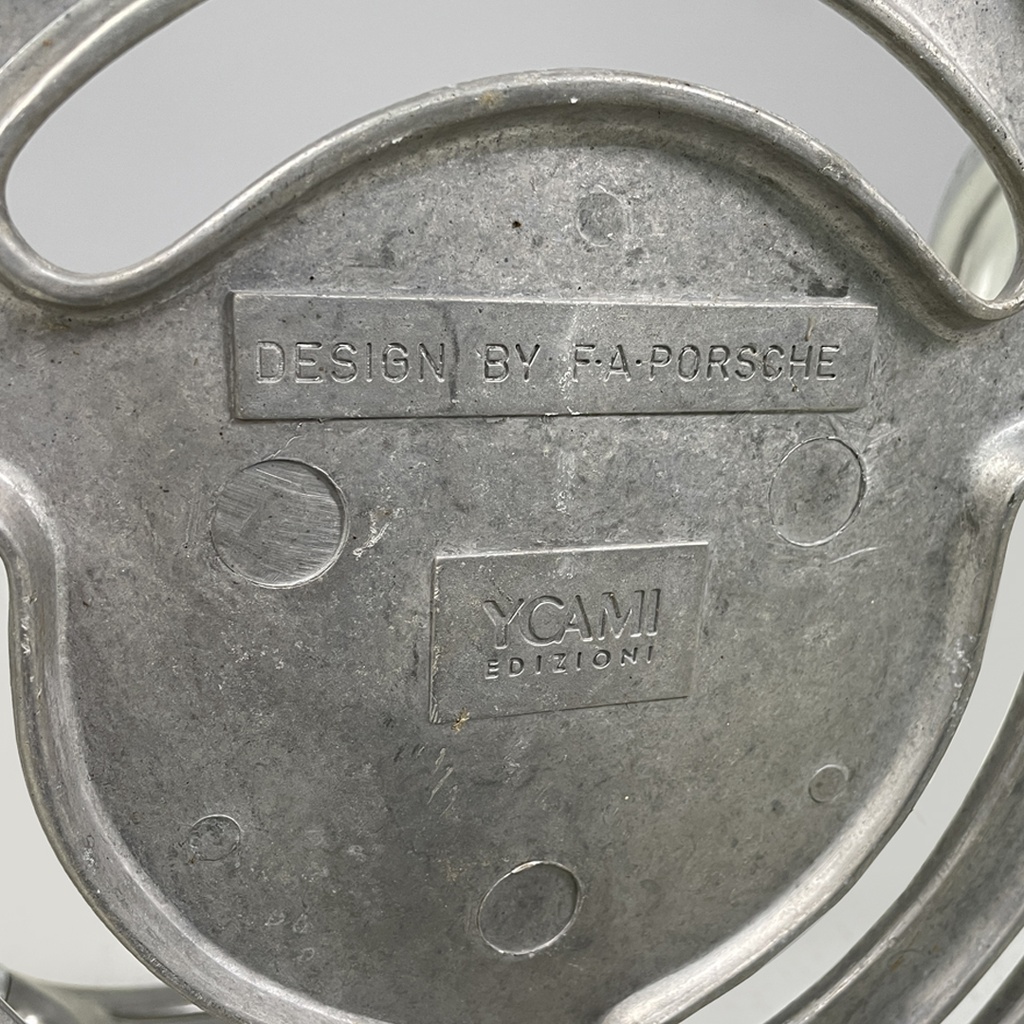 DESIGN BY F·A·PORSCHE
YCAMI
EDIZIONI